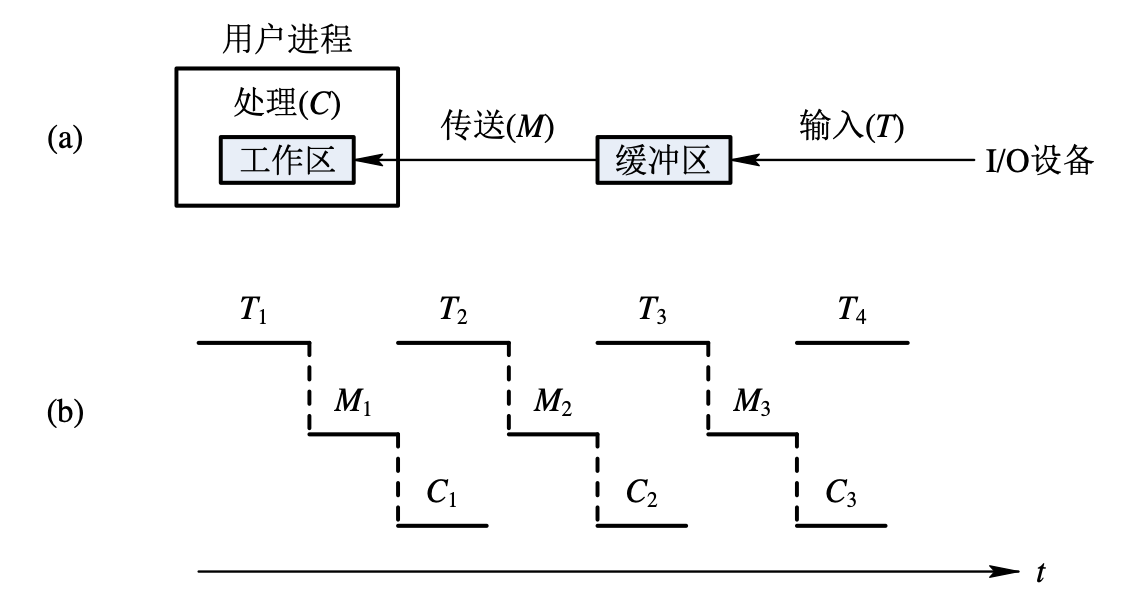 用户进程
处理(C)
(a)
工作区
传送(M)
缓冲区
输入(T)
I/O设备
T1 T2 T3 T4
(b)
M1 M2 M3
C1 C2 C3
t